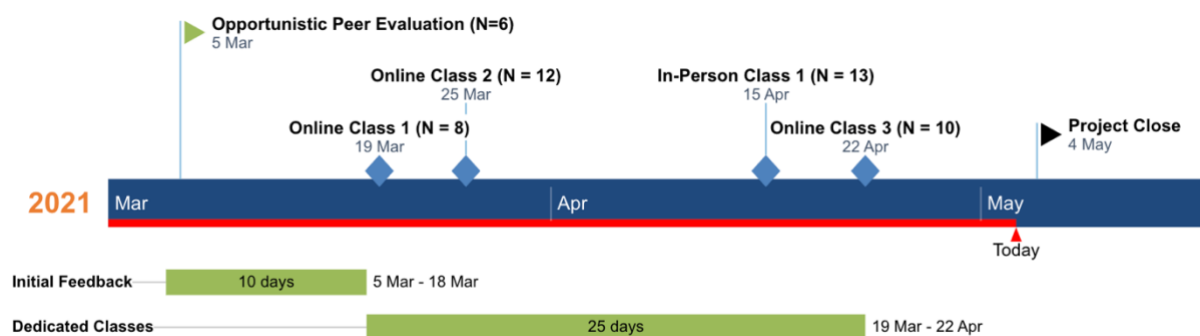 Opportunistic Peer Evaluation (N=6)
5 Mar
Online Class 2 (N = 12)
25 Mar
In-Person Class 1 (N = 13)
15 Apr
Online Class 1 (N = 8)
19 Mar
Online Class 3 (N = 10)
22 Apr
Project Close
4 May
2021
Mar
Apr
May
Today
Initial Feedback
10 days
5 Mar - 18 Mar
Dedicated Classes
25 days
19 Mar - 22 Apr